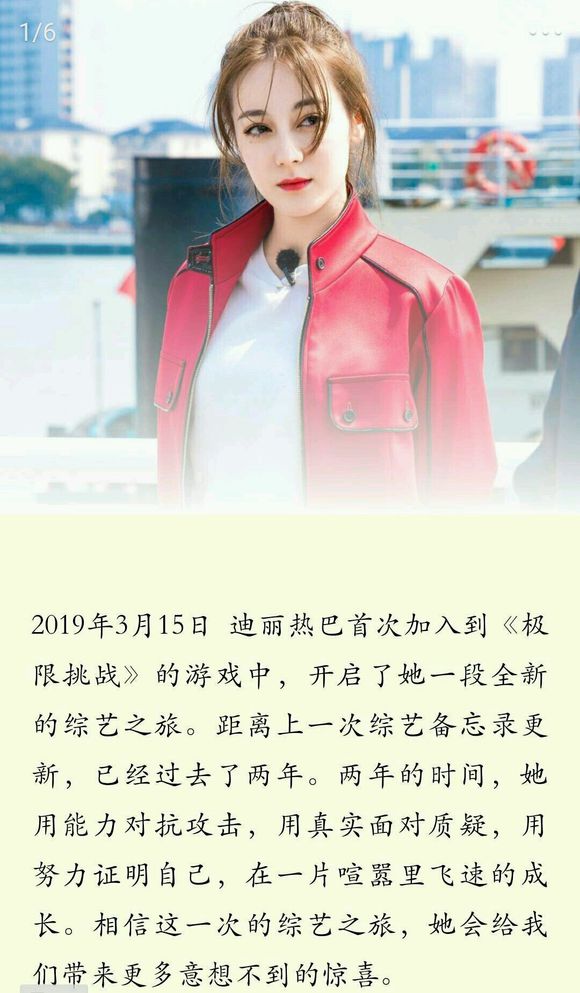 1/6
2019年3月15日 迪丽热巴首次加入到《极
限挑战》的游戏中，开启了她一段全新
的综艺之旅。距离上一次综艺备忘录更
新，已经过去了两年。两年的时间，她
用能力对抗攻击，用真实面对质疑，用
努力证明自己，在一片喧嚣里飞速的成
长。相信这一次的综艺之旅，她会给我
们带来更多意想不到的惊喜。